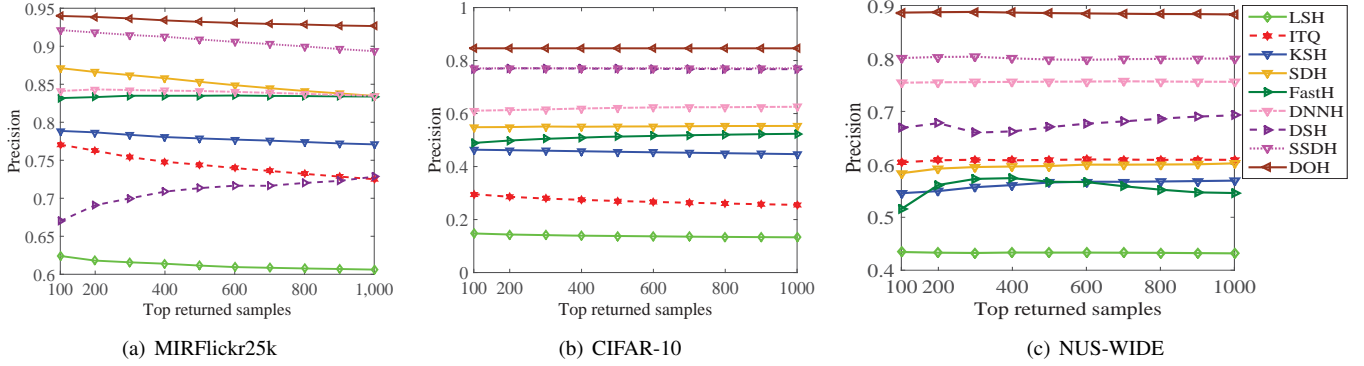 0.95
0.9
0.85
0.8
0.75
0.7
0.65
0.6
Precision
100 200 400 600 800 1,000
Top returned samples
(a) MIRFlickr25k
1
0.8
0.6
0.4
0.2
0
Precision
100 200 400 600 800 1000
Top returned samples
(b) CIFAR-10
0.9
0.8
0.7
0.6
0.5
0.4
Precision
100 200 400 600 800 1000
Top returned samples
(c) NUS-WIDE
LSH
ITQ
KSH
SDH
FastH
DNNH
DSH
SSDH
DOH